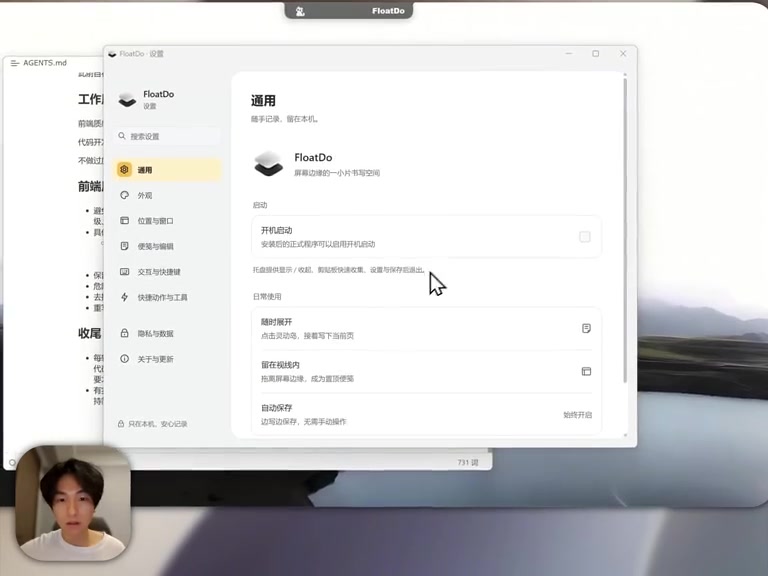 FloatDo
AGENTS.md
FloatDo · 设置
FloatDo
设置
搜索设置
通用
外观
位置与窗口
便笺与编辑
交互与快捷键
快捷动作与工具
隐私与数据
关于与更新
只在本机，安心记录
通用
随手记录，留在本机。
FloatDo
屏幕边缘的一小片书写空间
启动
开机启动
安装后的正式程序可以启用开机启动
托盘提供显示 / 收起、剪贴板快速收集、设置与保存后退出。
日常使用
随时展开
点击灵动岛，接着写下当前页
留在视线内
拖离屏幕边缘，成为置顶便笺
自动保存
边写边保存，无需手动操作
始终开启
前端质
代码开
不做过
收尾
731 词